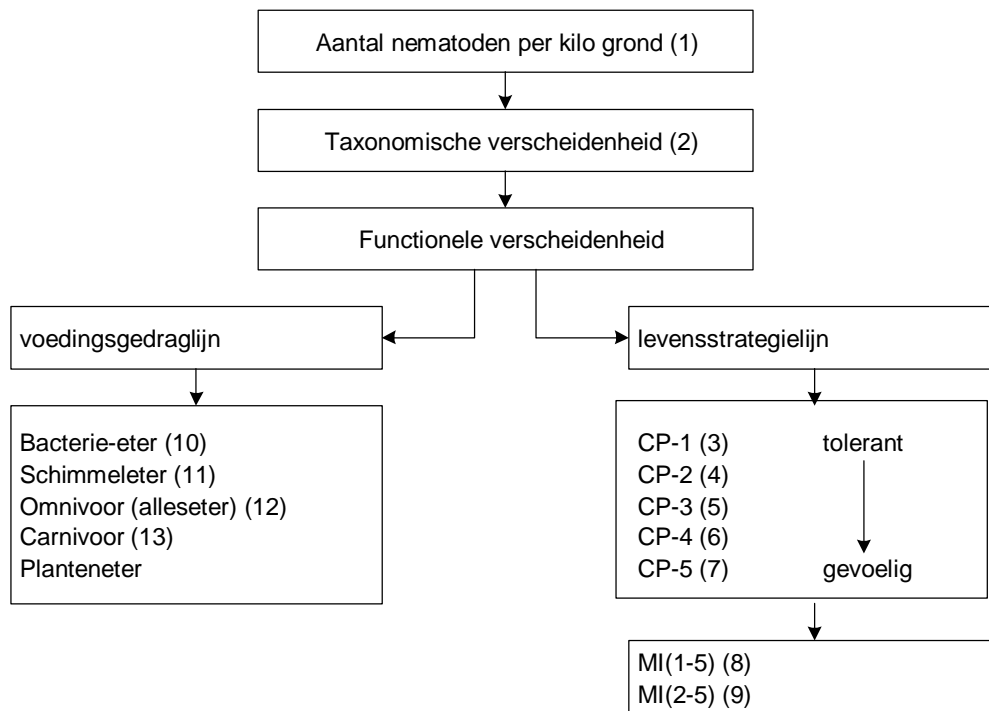 Aantal nematoden per kilo grond (1)
Taxonomische verscheidenheid (2)
Functionele verscheidenheid
voedingsgedraglijn
levensstrategielijn
Bacterie-eter (10)
Schimmeleter (11)
Omnivoor (alleseter) (12)
Carnivoor (13)
Planteneter
CP-1 (3) tolerant
CP-2 (4)
CP-3 (5)
CP-4 (6)
CP-5 (7) gevoelig
MI(1-5) (8)
MI(2-5) (9)